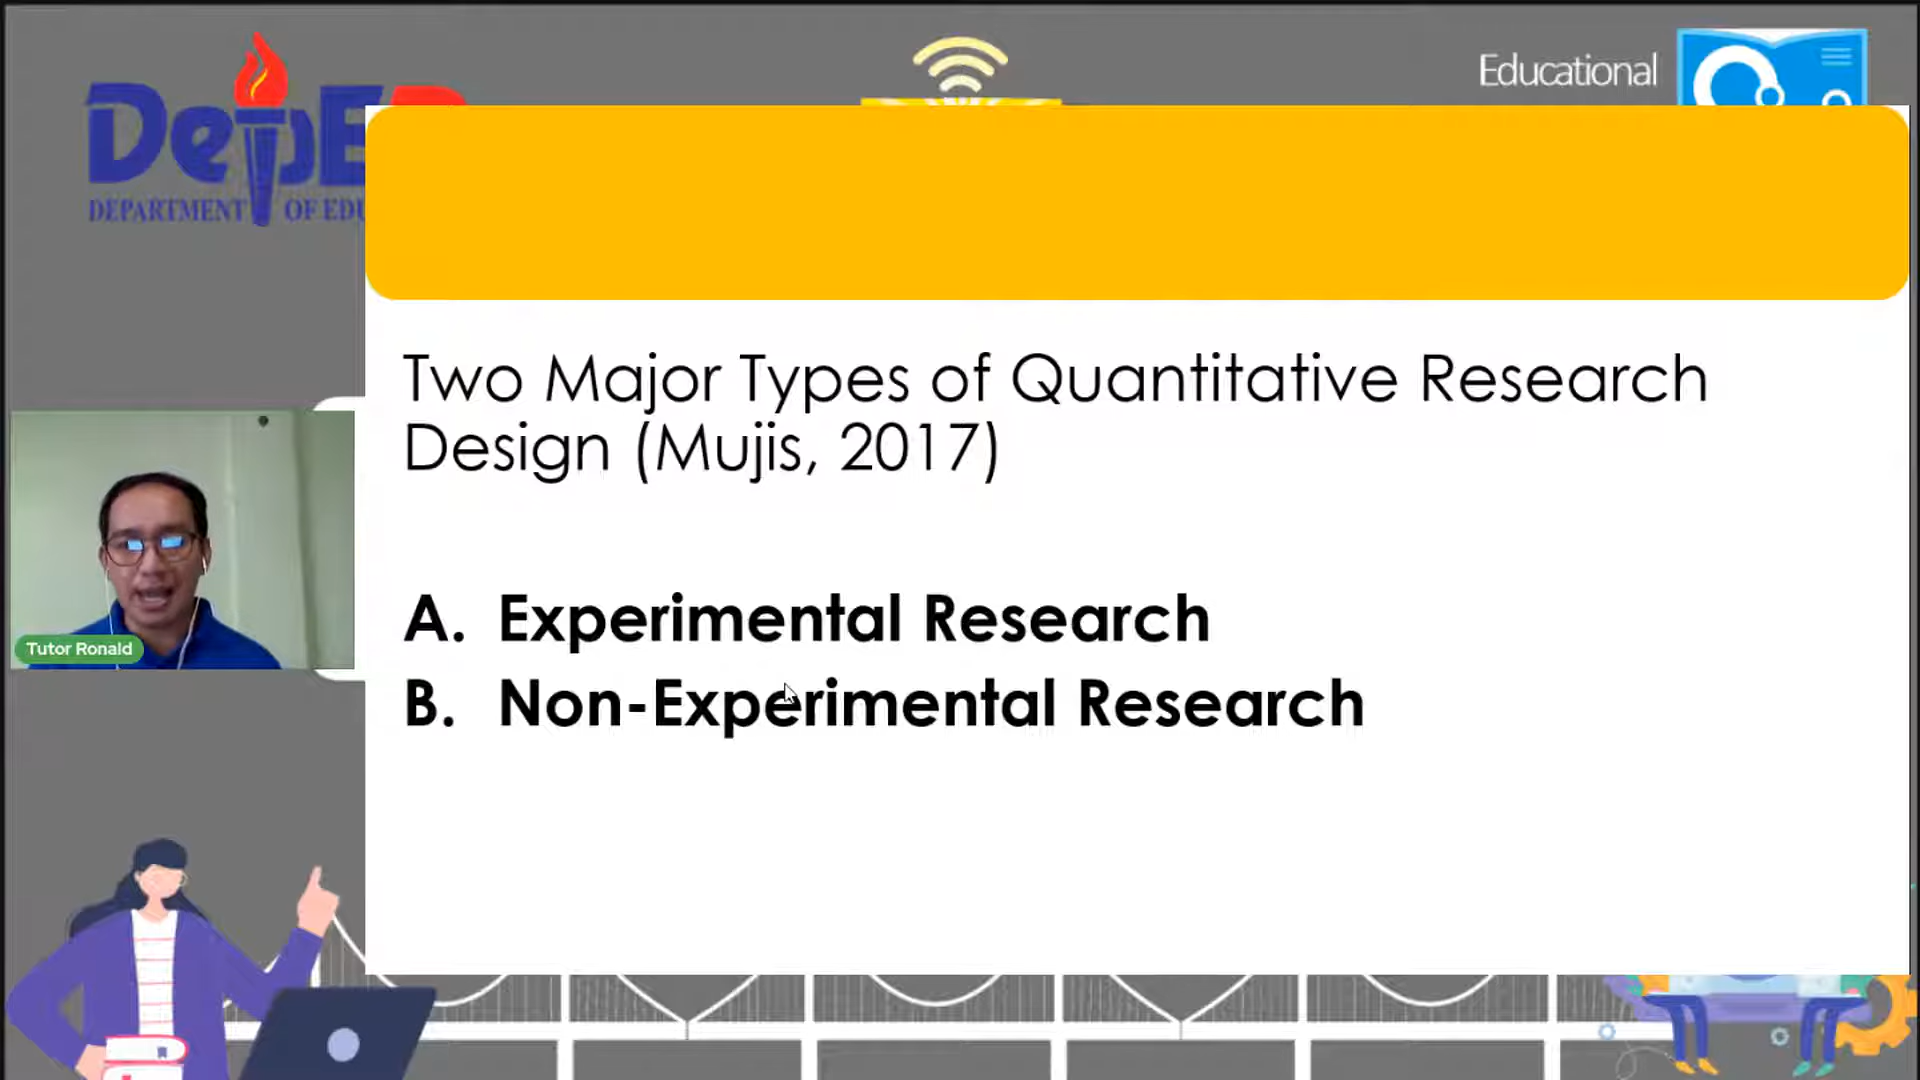 DepE
DEPARTMENT OF EDU
Educational
Two Major Types of Quantitative Research
Design (Mujis, 2017)
A. Experimental Research
B. Non-Experimental Research
Tutor Ronald